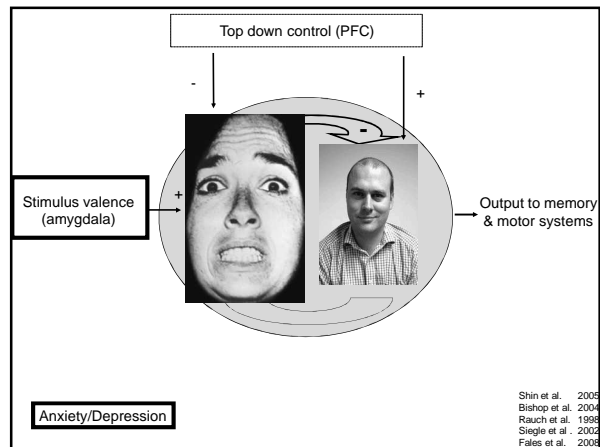 Top down control (PFC)
-
+
-
+
Stimulus valence
(amygdala)
Output to memory
& motor systems
Anxiety/Depression
Shin et al. 2005
Bishop et al. 2004
Rauch et al. 1998
Siegle et al . 2002
Fales et al. 2008